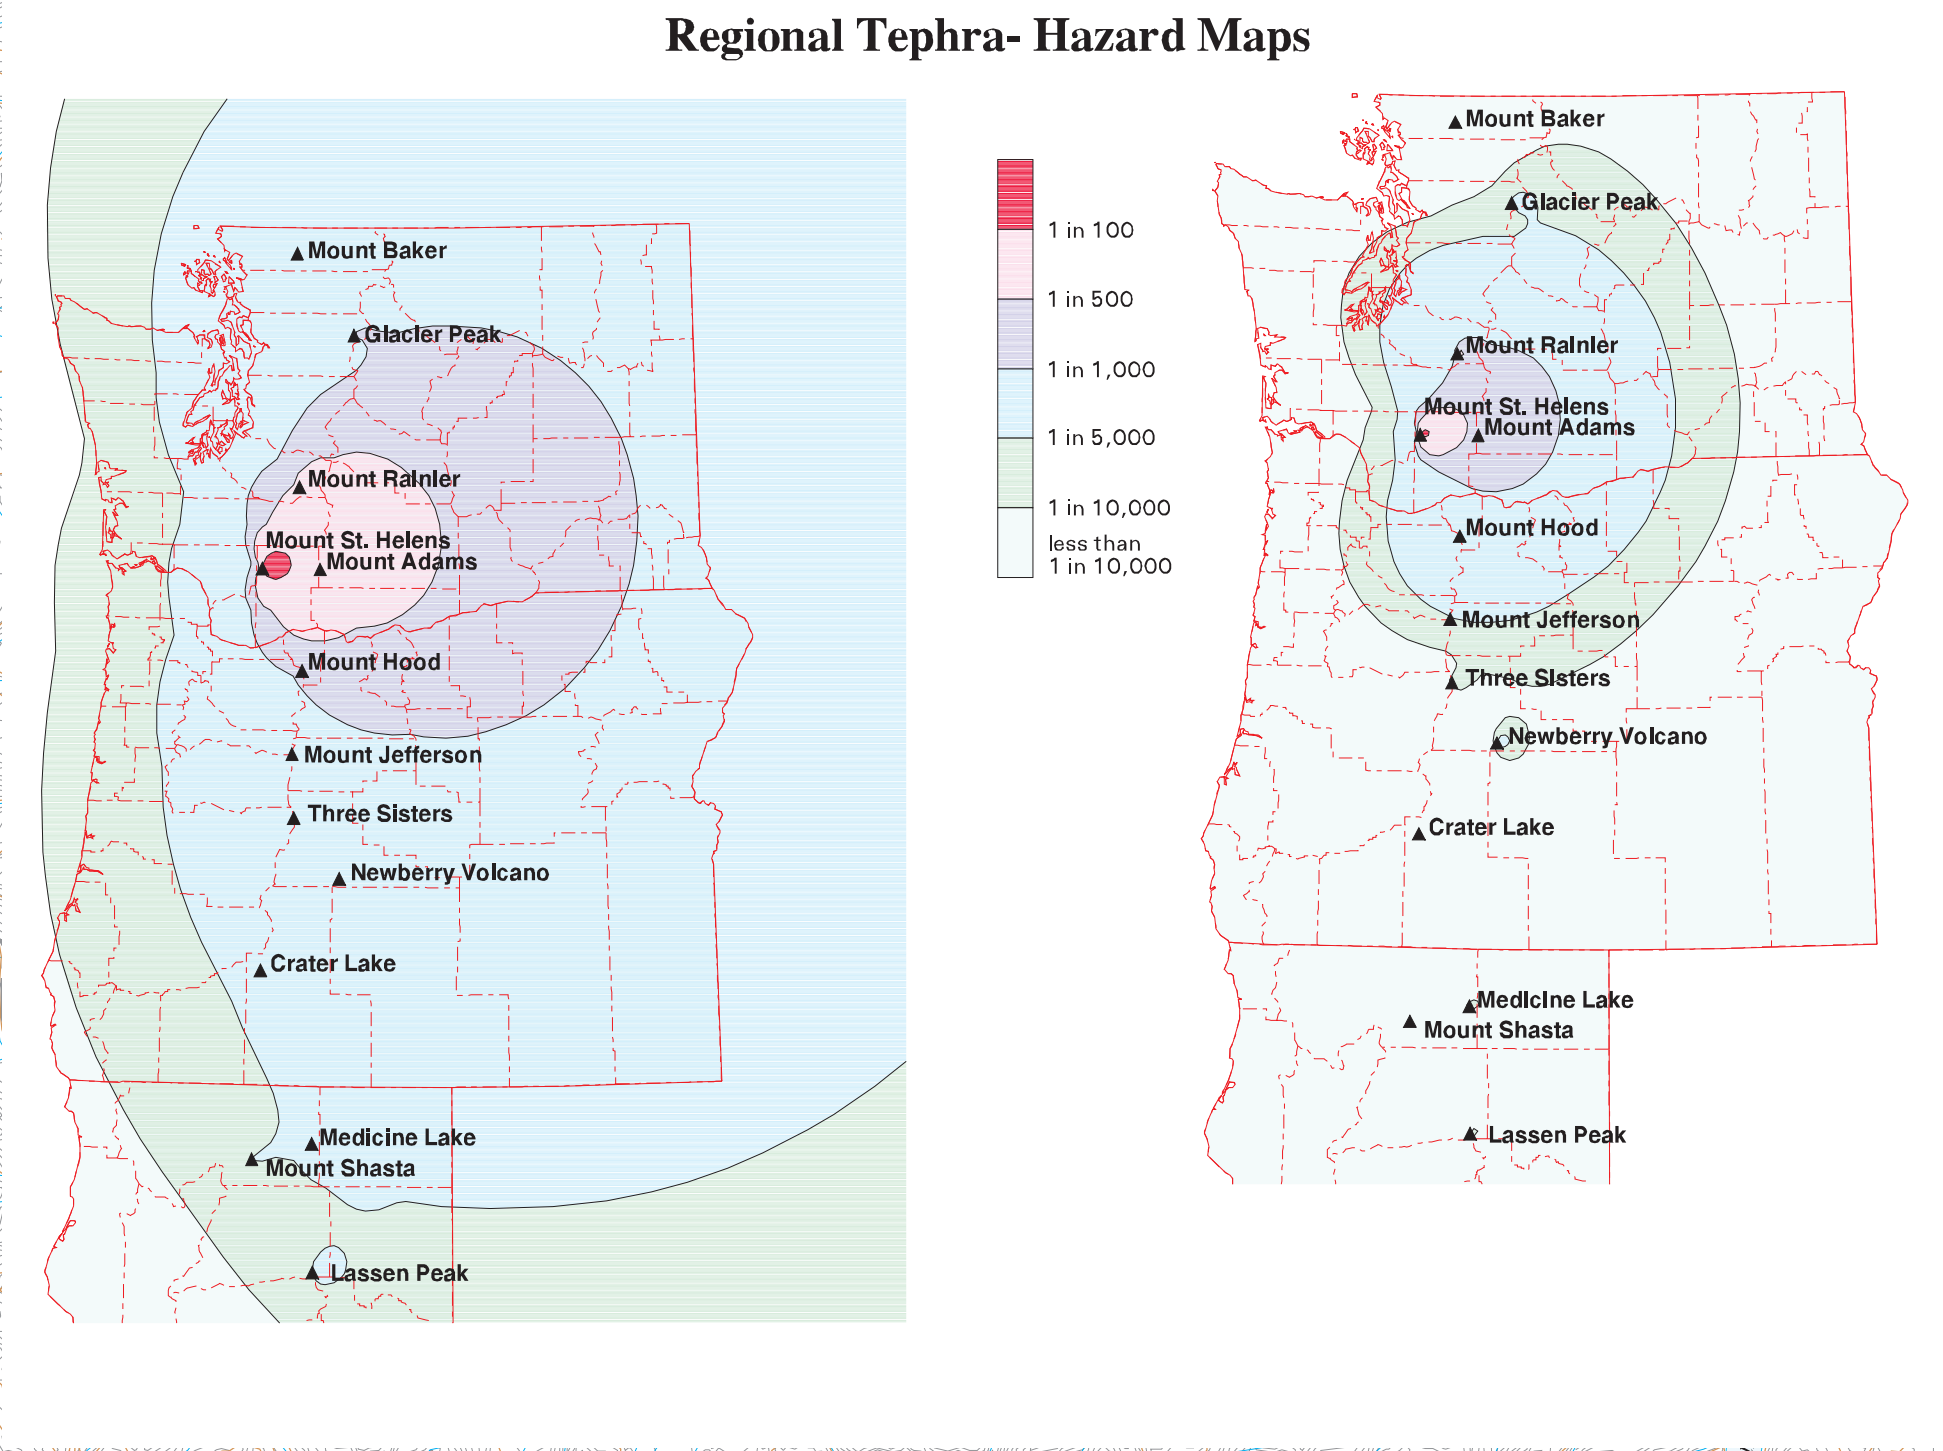 Regional Tephra- Hazard Maps
Mount Baker
Glacier Peak
Mount Rainier
Mount St. Helens
Mount Adams
Mount Hood
Mount Jefferson
Three Sisters
Newberry Volcano
Crater Lake
Medicine Lake
Mount Shasta
Lassen Peak
1 in 100
1 in 500
1 in 1,000
1 in 5,000
1 in 10,000
less than
1 in 10,000
Mount Baker
Glacier Peak
Mount Rainier
Mount St. Helens
Mount Adams
Mount Hood
Mount Jefferson
Three Sisters
Newberry Volcano
Crater Lake
Medicine Lake
Mount Shasta
Lassen Peak